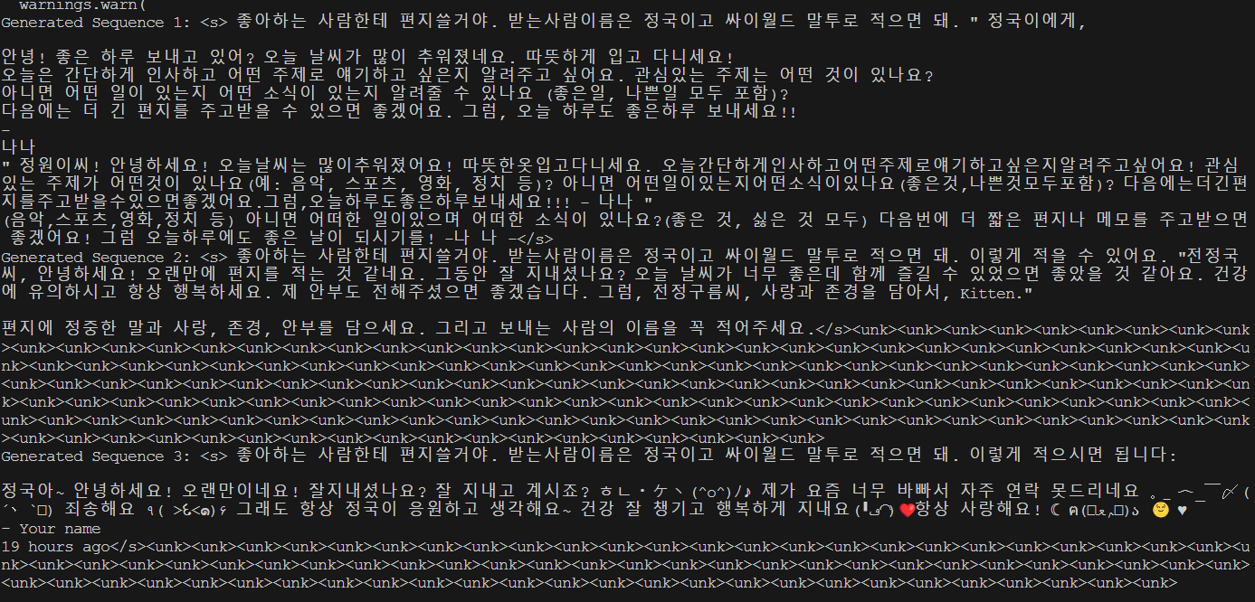 warnings.warn(
Generated Sequence 1: <s> 좋아하는 사람한테 편지쓸거야. 받는사람이름은 정국이고 싸이월드 말투로 적으면 돼. " 정국이에게,
안녕! 좋은 하루 보내고 있어? 오늘 날씨가 많이 추워졌네요. 따뜻하게 입고 다니세요!
오늘은 간단하게 인사하고 어떤 주제로 얘기하고 싶은지 알려주고 싶어요. 관심있는 주제는 어떤 것이 있나요?
아니면 어떤 일이 있는지 어떤 소식이 있는지 알려줄 수 있나요 (좋은일, 나쁜일 모두 포함)?
다음에는 더 긴 편지를 주고받을 수 있으면 좋겠어요. 그럼, 오늘 하루도 좋은하루 보내세요!!
-
나나
" 정원이씨! 안녕하세요! 오늘날씨는 많이추워졌어요! 따뜻한옷입고다니세요. 오늘간단하게인사하고어떤주제로얘기하고싶은지알려주고싶어요! 관심
있는 주제가 어떤것이 있나요(예: 음악, 스포츠, 영화, 정치 등)? 아니면 어떤일이있는지어떤소식이있나요(좋은것,나쁜것모두포함)? 다음에는더긴편
지를주고받을수있으면좋겠어요.그럼,오늘하루도좋은하루보내세요!!! - 나나 "
(음악,스포츠,영화,정치 등) 아니면 어떠한 일이있으며 어떠한 소식이 있나요?(좋은 것, 싫은 것 모두) 다음번에 더 짧은 편지나 메모를 주고받으면
좋겠어요! 그럼 오늘하루에도 좋은 날이 되시기를! -나 나 -</s>
Generated Sequence 2: <s> 좋아하는 사람한테 편지쓸거야. 받는사람이름은 정국이고 싸이월드 말투로 적으면 돼. 이렇게 적을 수 있어요. "전정국
씨, 안녕하세요! 오랜만에 편지를 적는 것 같네요. 그동안 잘 지내셨나요? 오늘 날씨가 너무 좋은데 함께 즐길 수 있었으면 좋았을 것 같아요. 건강
에 유의하시고 항상 행복하세요. 제 안부도 전해주셨으면 좋겠습니다. 그럼, 전정구름씨, 사랑과 존경을 담아서, Kitten."
편지에 정중한 말과 사랑, 존경, 안부를 담으세요. 그리고 보내는 사람의 이름을 꼭 적어주세요.</s><unk><unk><unk><unk><unk><unk><unk><unk><unk><unk><unk><unk
><unk><unk><unk><unk><unk><unk><unk><unk><unk><unk><unk><unk><unk><unk><unk><unk><unk><unk><unk><unk><unk><unk><unk><u
nk><unk><unk><unk><unk><unk><unk><unk><unk><unk><unk><unk><unk><unk><unk><unk><unk><unk><unk><unk><unk><unk><unk><unk>
<unk><unk><unk><unk><unk><unk><unk><unk><unk><unk><unk><unk><unk><unk><unk><unk><unk><unk><unk><unk><unk><unk><unk><un
k><unk><unk><unk><unk><unk><unk><unk><unk><unk><unk><unk><unk><unk><unk><unk><unk><unk><unk><unk><unk><unk><unk><unk><
unk><unk><unk><unk><unk><unk><unk><unk><unk><unk><unk><unk><unk><unk><unk><unk><unk><unk><unk><unk><unk><unk><unk><unk
><unk><unk><unk><unk><unk><unk><unk><unk><unk><unk><unk><unk><unk><unk><unk>
Generated Sequence 3: <s> 좋아하는 사람한테 편지쓸거야. 받는사람이름은 정국이고 싸이월드 말투로 적으면 돼. 이렇게 적으시면 됩니다:
정국아~ 안녕하세요! 오랜만이네요! 잘지내셨나요? 잘 지내고 계시죠? (^o^)/♪ 제가 요즘 너무 바빠서 자주 연락 못드리네요
죄송해요 그래도 항상 정국이 응원하고 생각해요~ 건강 잘 챙기고 행복하게 지내요 ❤️항상 사랑해요! 😌 ♥
- Your name
19 hours ago</s><unk><unk><unk><unk><unk><unk><unk><unk><unk><unk><unk><unk><unk><unk><unk><unk><unk><unk><unk><unk><u
nk><unk><unk><unk><unk><unk><unk><unk><unk><unk><unk><unk><unk><unk><unk><unk><unk><unk><unk><unk><unk><unk><unk><unk>
<unk><unk><unk><unk><unk><unk><unk><unk><unk><unk><unk><unk><unk><unk><unk><unk><unk><unk><unk><unk><unk><unk>